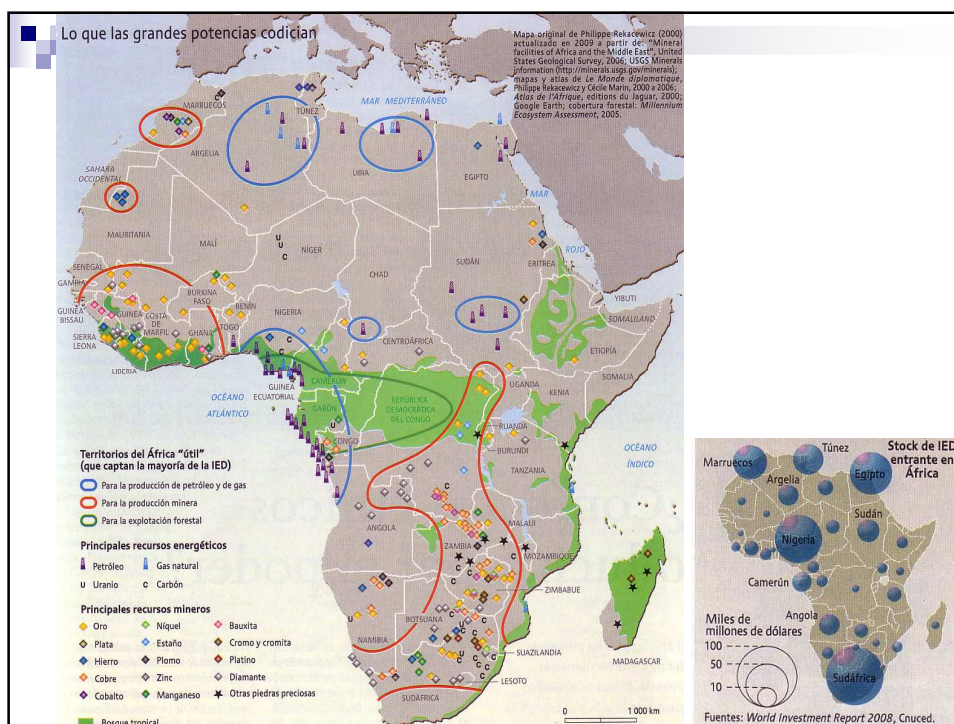 Lo que las grandes potencias codician
Mapa original de Philippe Rekacewicz (2000)
actualizado en 2009 a partir de: "Mineral
facilities of Africa and the Middle East", United
States Geological Survey, 2006; USGS Minerals
Information (http://minerals.usgs.gov/minerals);
mapas y atlas de Le Monde diplomatique,
Philippe Rekacewicz y Cécile Marin, 2000 a 2006;
Atlas de l'Afrique, editions du Jaguar, 2000;
Google Earth; cobertura forestal: Millennium
Ecosystem Assessment, 2005.
MAR MEDITERRÁNEO
MARRUECOS
TÚNEZ
ARGELIA
LIBIA
EGIPTO
SAHARA
OCCIDENTAL
MAR
ROJO
MAURITANIA
MALÍ
NÍGER
CHAD
SUDÁN
ERITREA
SENEGAL
GAMBIA
GUINEA
BISSAU
GUINEA
BURKINA
FASO
BENÍN
NIGERIA
YIBUTI
SOMALILAND
COSTA
DE
MARFIL
GHANA
TOGO
SIERRA
LEONA
LIBERIA
CENTROÁFRICA
ETIOPÍA
SOMALIA
OCÉANO
ATLÁNTICO
GUINEA
ECUATORIAL
CAMERÚN
GABÓN
CONGO
REPÚBLICA
DEMOCRÁTICA
DEL CONGO
UGANDA
KENIA
RUANDA
BURUNDI
TANZANIA
OCÉANO
ÍNDICO
ANGOLA
ZAMBIA
MALAUI
MOZAMBIQUE
ZIMBABUE
NAMIBIA
BOTSUANA
SUAZILANDIA
LESOTO
SUDÁFRICA
MADAGASCAR
0 1 000 km
Territorios del África "útil"
(que captan la mayoría de la IED)
Para la producción de petróleo y de gas
Para la producción minera
Para la explotación forestal
Principales recursos energéticos
Petróleo Gas natural
U Uranio C Carbón
Principales recursos mineros
Oro Níquel Bauxita
Plata Estaño Cromo y cromita
Hierro Plomo Platino
Cobre Zinc Diamante
Cobalto Manganeso Otras piedras preciosas
Bosque tropical
Stock de IED
entrante en
África
Marruecos
Túnez
Argelia
Egipto
Sudán
Nigeria
Camerún
Angola
Sudáfrica
Miles de
millones de dólares
100
50
10
Fuentes: World Investment Report 2008, Cnuced.